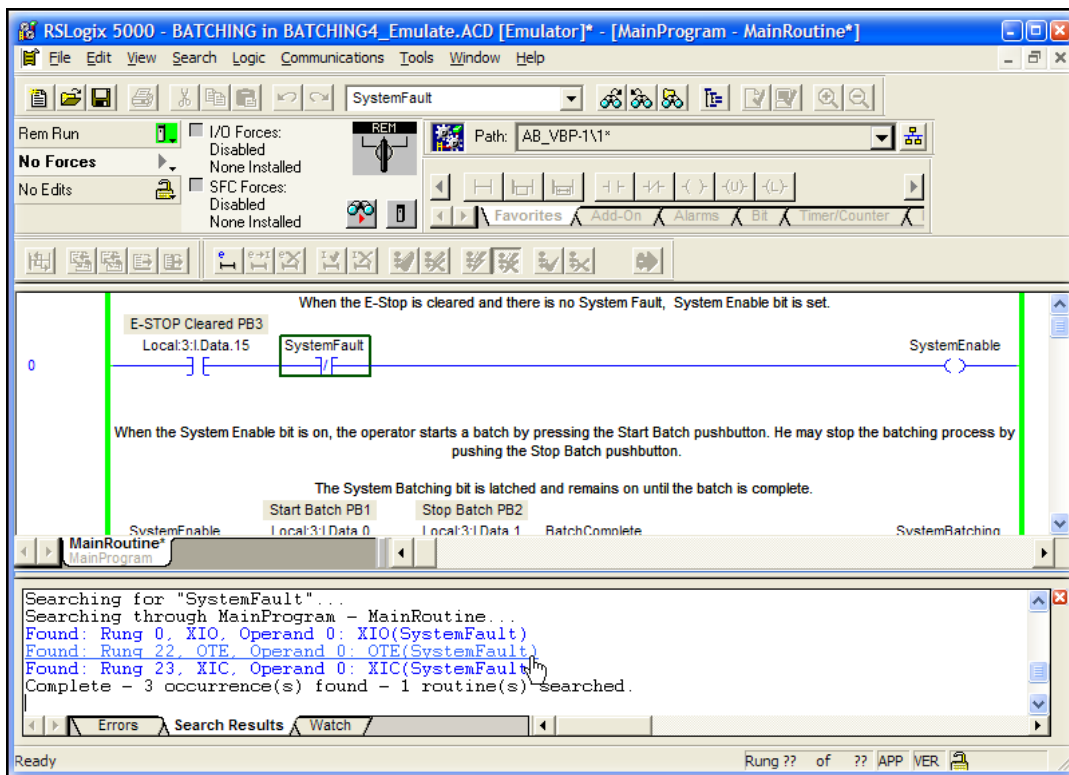 RSLogix 5000 - BATCHING in BATCHING4_Emulate.ACD [Emulator]* - [MainProgram - MainRoutine*]
File Edit View Search Logic Communications Tools Window Help
SystemFault
Rem Run
No Forces
No Edits
I/O Forces:
Disabled
None Installed
SFC Forces:
Disabled
None Installed
REM
Path: AB_VBP-1\1*
Favorites Add-On Alarms Bit Timer/Counter
When the E-Stop is cleared and there is no System Fault, System Enable bit is set.
E-STOP Cleared PB3
Local:3:I.Data.15 SystemFault SystemEnable
0
When the System Enable bit is on, the operator starts a batch by pressing the Start Batch pushbutton. He may stop the batching process by
pushing the Stop Batch pushbutton.
The System Batching bit is latched and remains on until the batch is complete.
Start Batch PB1 Stop Batch PB2
SystemEnable Local:3:I.Data.0 Local:3:I.Data.1 BatchComplete SystemBatching
MainRoutine*
MainProgram
Searching for "SystemFault"...
Searching through MainProgram - MainRoutine...
Found: Rung 0, XIO, Operand 0: XIO(SystemFault)
Found: Rung 22, OTE, Operand 0: OTE(SystemFault)
Found: Rung 23, XIC, Operand 0: XIC(SystemFault
Complete - 3 occurrence(s) found - 1 routine(s) searched.
Errors Search Results Watch
Ready
Rung ?? of ?? APP VER